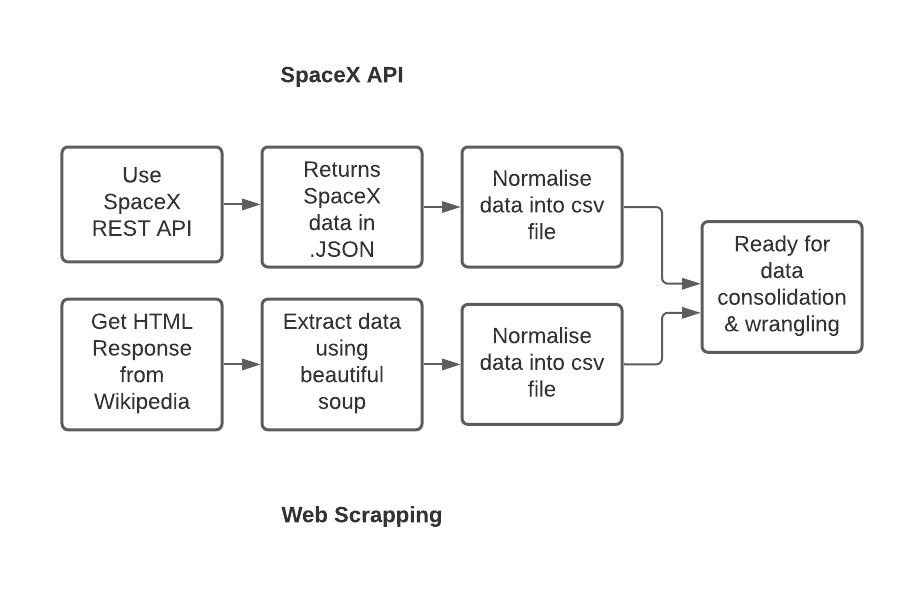 SpaceX API
Use
SpaceX
REST API
Returns
SpaceX
data in
.JSON
Normalise
data into csv
file
Ready for
data
consolidation
& wrangling
Get HTML
Response
from
Wikipedia
Extract data
using
beautiful
soup
Normalise
data into csv
file
Web Scrapping